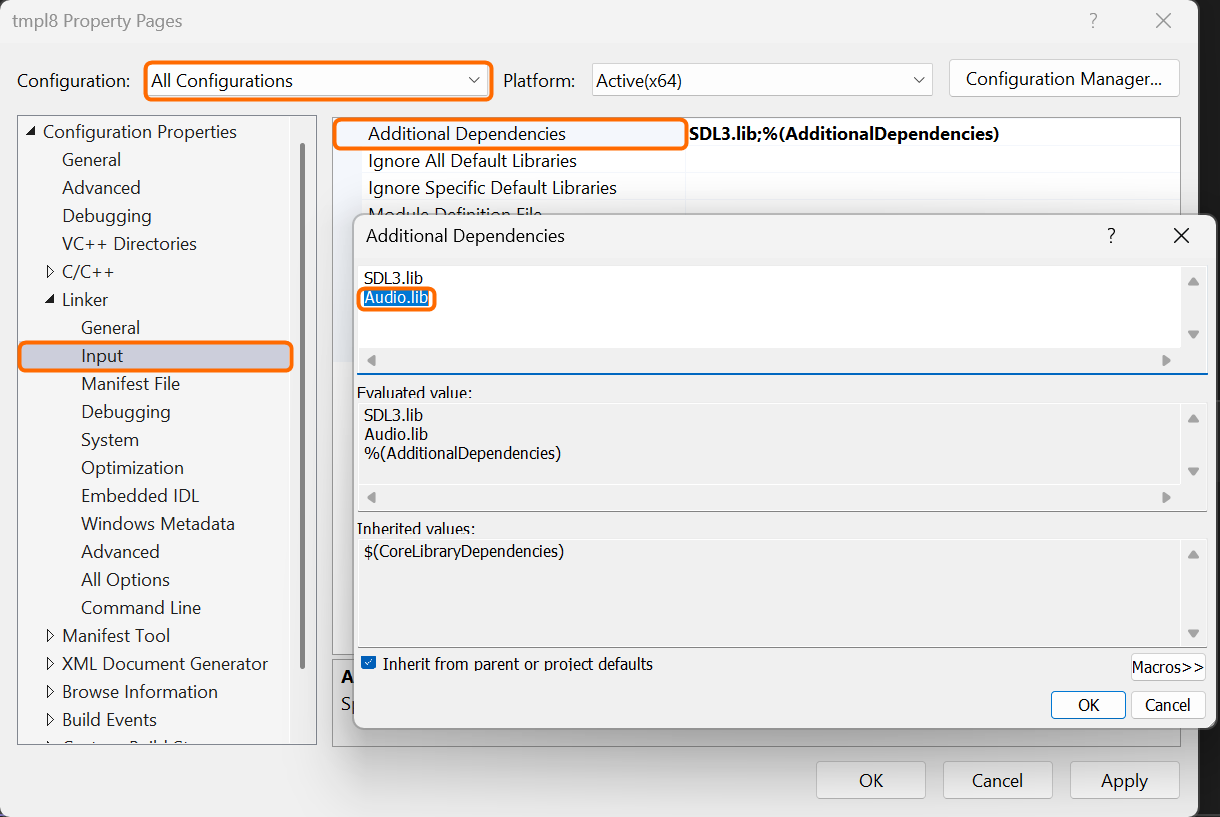 tmpl8 Property Pages
?
Configuration: All Configurations Platform: Active(x64) Configuration Manager...
Configuration Properties
General
Advanced
Debugging
VC++ Directories
C/C++
Linker
General
Input
Manifest File
Debugging
System
Optimization
Embedded IDL
Windows Metadata
Advanced
All Options
Command Line
Manifest Tool
XML Document Generator
Browse Information
Build Events
Additional Dependencies SDL3.lib;%(AdditionalDependencies)
Ignore All Default Libraries
Ignore Specific Default Libraries
Module Definition File
Additional Dependencies ?
SDL3.lib
Audio.lib
Evaluated value:
SDL3.lib
Audio.lib
%(AdditionalDependencies)
Inherited values:
$(CoreLibraryDependencies)
Inherit from parent or project defaults
Macros>>
OK Cancel
OK Cancel Apply